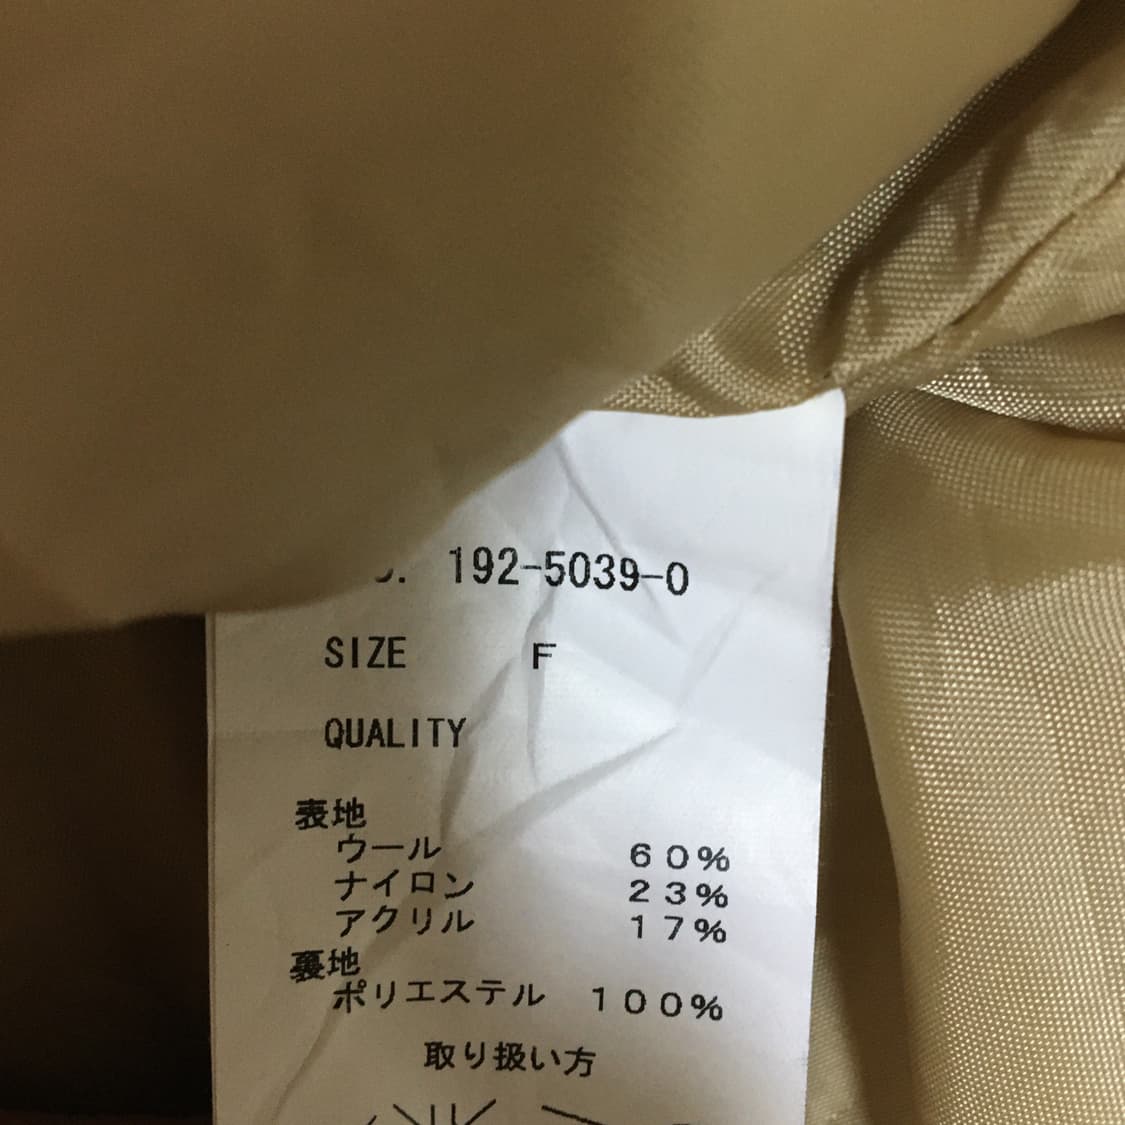 192-5039-0
SIZE F
QUALITY
表地
ウール 60%
ナイロン 23%
アクリル 17%
裏地
ポリエステル 100%
取り扱い方